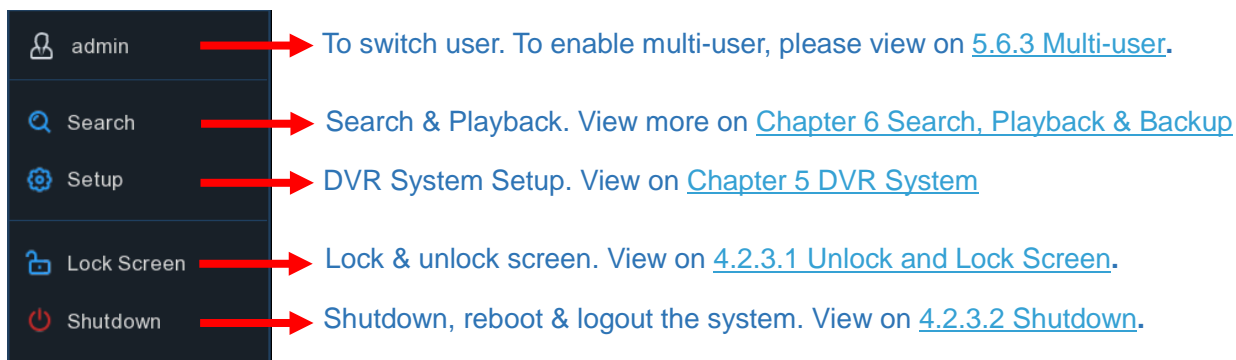 admin To switch user. To enable multi-user, please view on 5.6.3 Multi-user.
Search Search & Playback. View more on Chapter 6 Search, Playback & Backup
Setup DVR System Setup. View on Chapter 5 DVR System
Lock Screen Lock & unlock screen. View on 4.2.3.1 Unlock and Lock Screen.
Shutdown Shutdown, reboot & logout the system. View on 4.2.3.2 Shutdown.